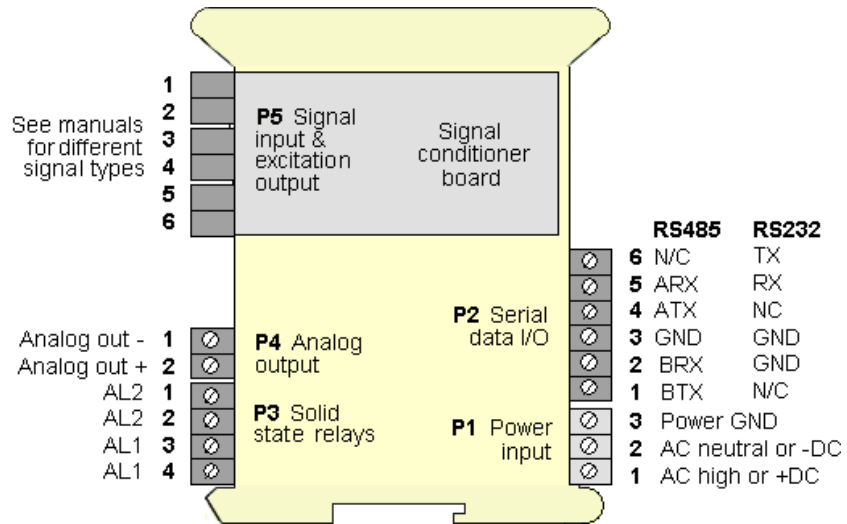 1
2
3
4
5
6
See manuals
for different
signal types
P5 Signal
input &
excitation
output
Signal
conditioner
board
RS485 RS232
6 N/C TX
5 ARX RX
4 ATX NC
3 GND GND
2 BRX GND
1 BTX N/C
P2 Serial
data I/O
Analog out - 1
Analog out + 2
P4 Analog
output
AL2 1
AL2 2
AL1 3
AL1 4
P3 Solid
state relays
P1 Power
input
3 Power GND
2 AC neutral or -DC
1 AC high or +DC